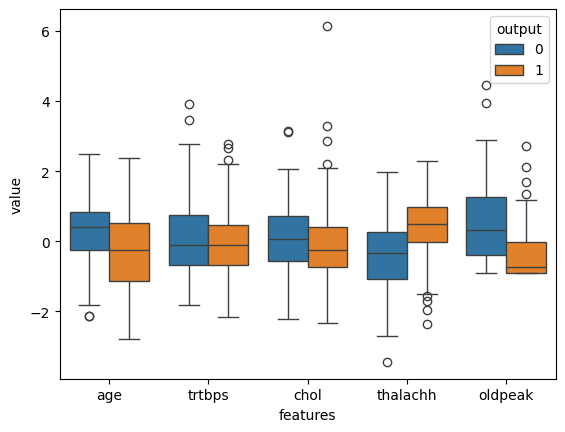 output
0
1
6
4
2
0
−2
value
age trtbps chol thalachh oldpeak
features